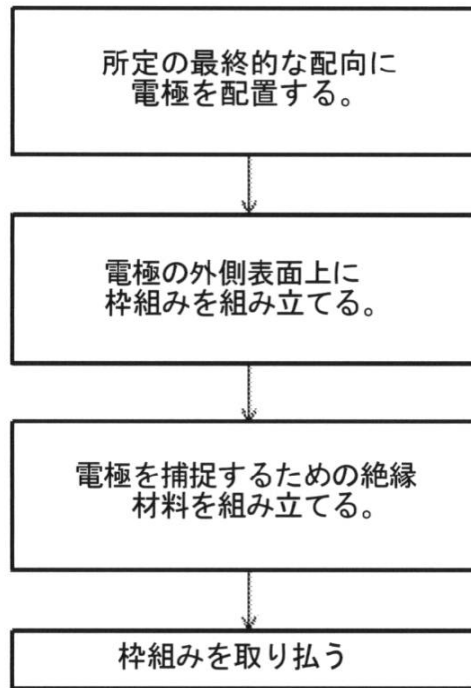 所定の最終的な配向に
電極を配置する。
電極の外側表面上に
枠組みを組み立てる。
電極を捕捉するための絶縁
材料を組み立てる。
枠組みを取り払う